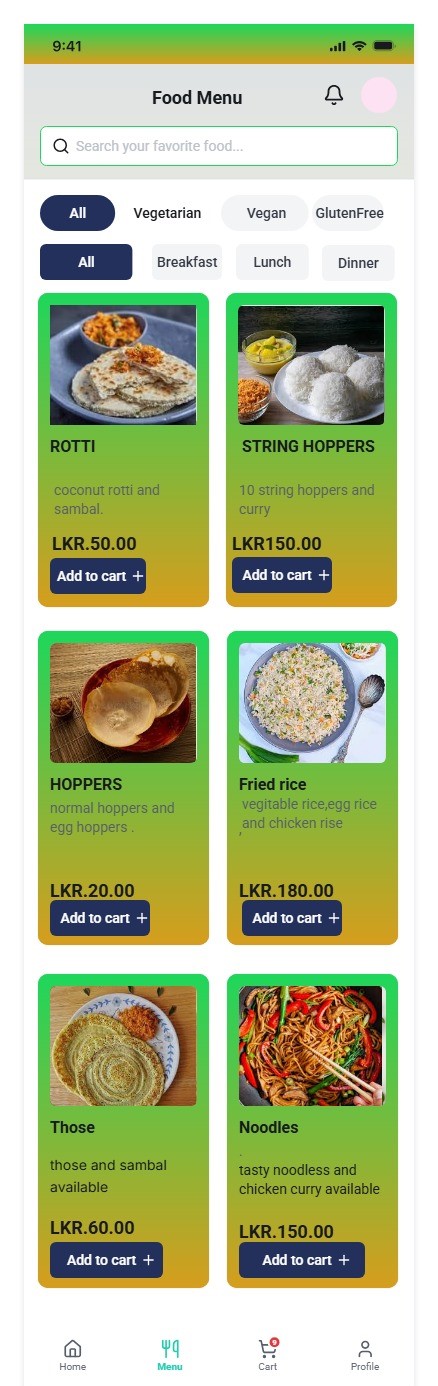 9:41
Food Menu
Search your favorite food...
All Vegetarian Vegan GlutenFree
All Breakfast Lunch Dinner
ROTTI
coconut rotti and
sambal.
LKR.50.00
Add to cart +
STRING HOPPERS
10 string hoppers and
curry
LKR150.00
Add to cart +
HOPPERS
normal hoppers and
egg hoppers .
LKR.20.00
Add to cart +
Fried rice
vegitable rice,egg rice
,and chicken rise
LKR.180.00
Add to cart +
Those
those and sambal
available
LKR.60.00
Add to cart +
Noodles
.
tasty noodless and
chicken curry available
LKR.150.00
Add to cart +
9
Home Menu Cart Profile